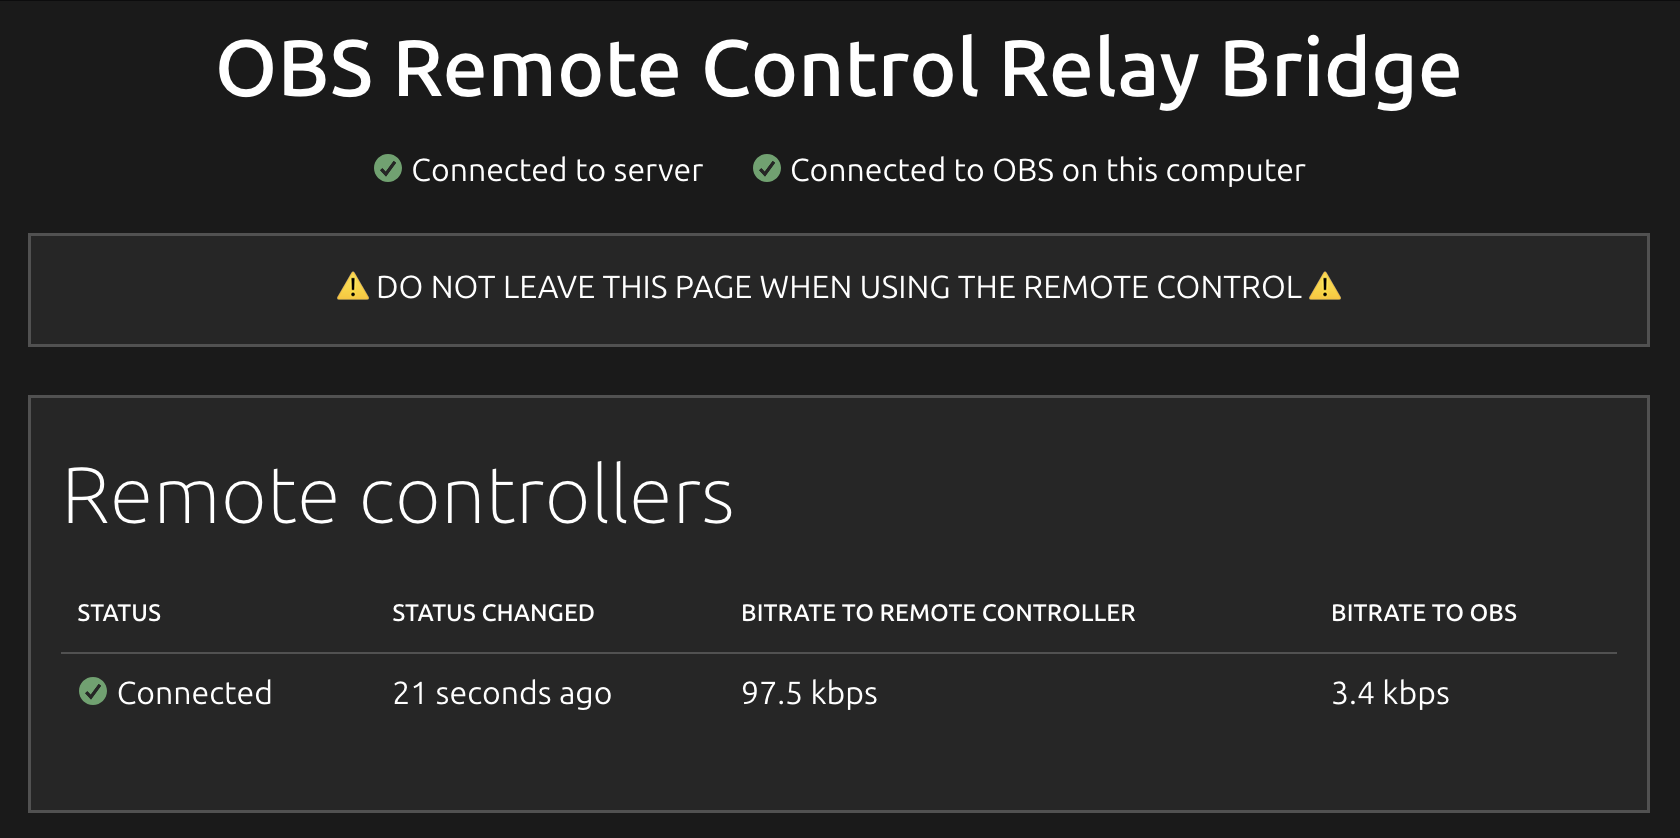 OBS Remote Control Relay Bridge
Connected to server Connected to OBS on this computer
⚠️ DO NOT LEAVE THIS PAGE WHEN USING THE REMOTE CONTROL ⚠️
Remote controllers
STATUS STATUS CHANGED BITRATE TO REMOTE CONTROLLER BITRATE TO OBS
Connected 21 seconds ago 97.5 kbps 3.4 kbps